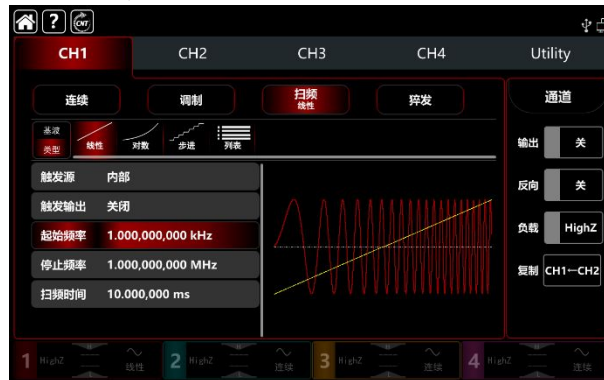 ? CNT
CH1 CH2 CH3 CH4 Utility
连续 调制 扫频 猝发 通道
线性
基波
类型 线性 对数 步进 列表
输出 关
触发源 内部
反向 关
触发输出 关闭
负载 HighZ
起始频率 1.000,000,000 kHz
停止频率 1.000,000,000 MHz
复制 CH1←CH2
扫频时间 10.000,000 ms
1 HighZ 线性 2 HighZ 连续 3 HighZ 连续 4 HighZ 连续